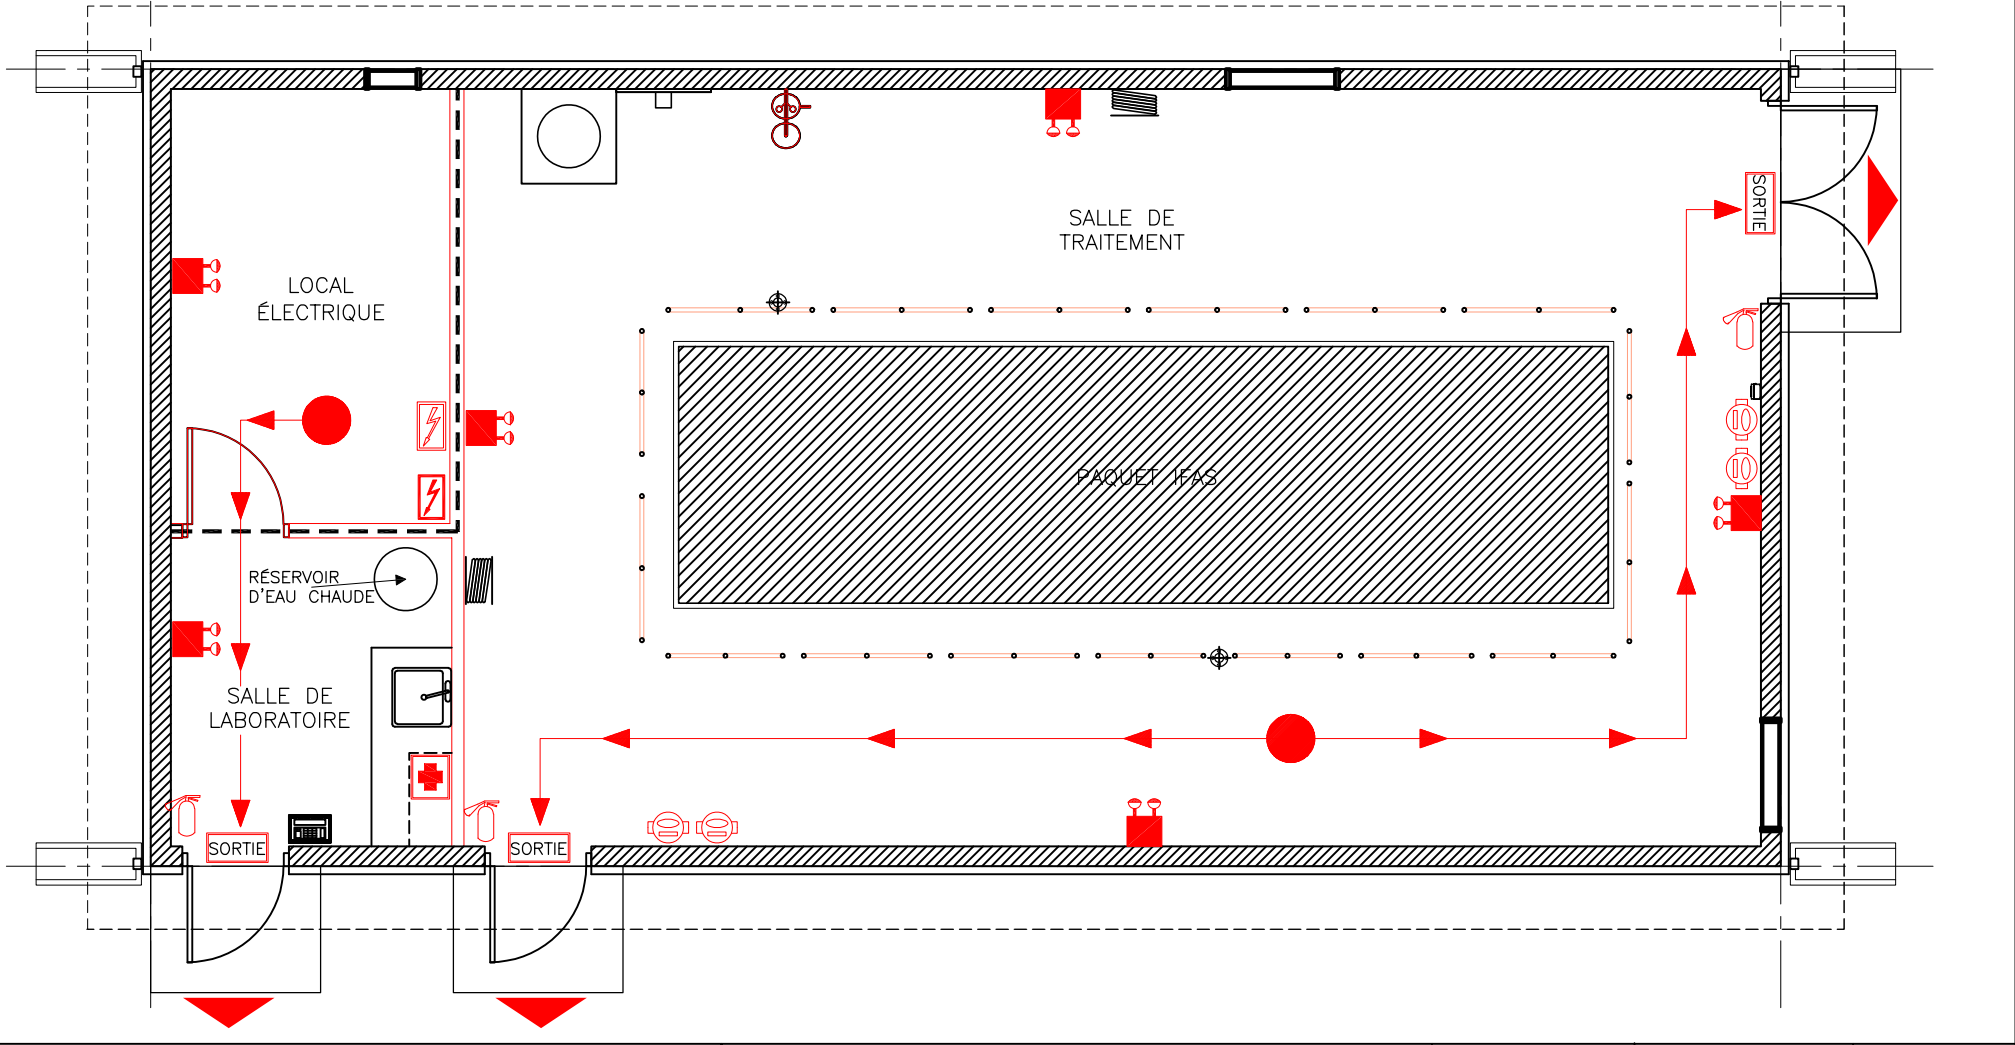 SORTIE
SALLE DE
TRAITEMENT
LOCAL
ÉLECTRIQUE
PAQUET IFAS
RÉSERVOIR
D'EAU CHAUDE
SALLE DE
LABORATOIRE
SORTIE
SORTIE